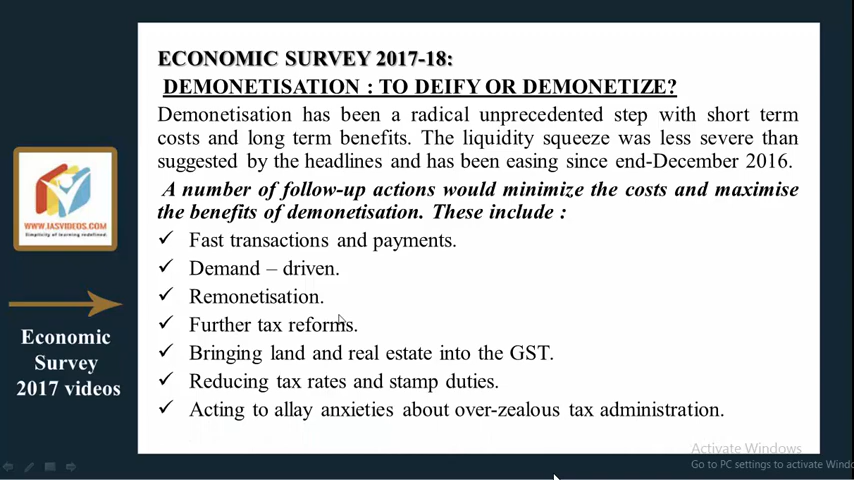 ECONOMIC SURVEY 2017-18:
DEMONETISATION : TO DEIFY OR DEMONETIZE?
Demonetisation has been a radical unprecedented step with short term
costs and long term benefits. The liquidity squeeze was less severe than
suggested by the headlines and has been easing since end-December 2016.
A number of follow-up actions would minimize the costs and maximise
the benefits of demonetisation. These include :
✓ Fast transactions and payments.
✓ Demand – driven.
✓ Remonetisation.
✓ Further tax reforms.
✓ Bringing land and real estate into the GST.
✓ Reducing tax rates and stamp duties.
✓ Acting to allay anxieties about over-zealous tax administration.
WWW.IASVIDEOS.COM
Simplicity of learning redefined.
Economic
Survey
2017 videos
Activate Windows
Go to PC settings to activate Windo